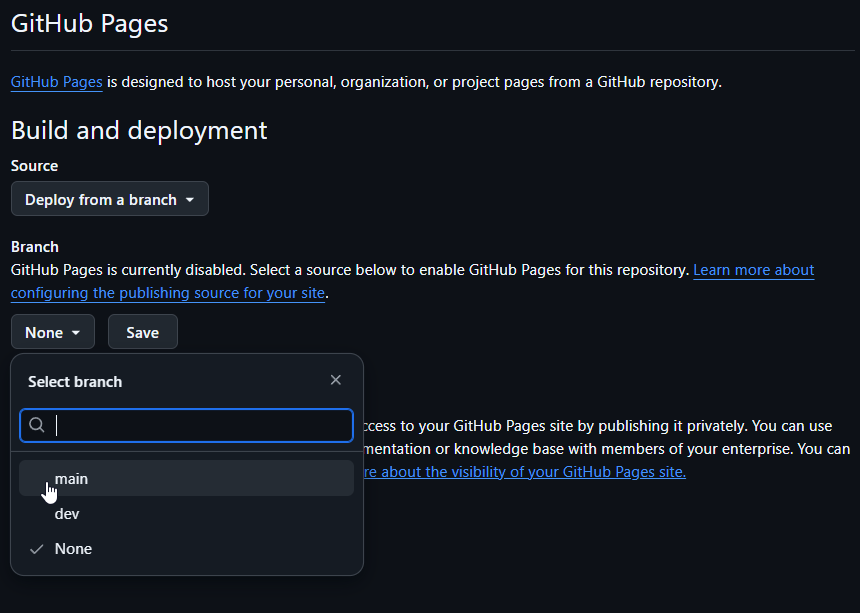 GitHub Pages
GitHub Pages is designed to host your personal, organization, or project pages from a GitHub repository.
Build and deployment
Source
Deploy from a branch
Branch
GitHub Pages is currently disabled. Select a source below to enable GitHub Pages for this repository. Learn more about
configuring the publishing source for your site.
None
Save
Select branch
to your GitHub Pages site by publishing it privately. You can use
or knowledge base with members of your enterprise. You can
about the visibility of your GitHub Pages site.
main
dev
None